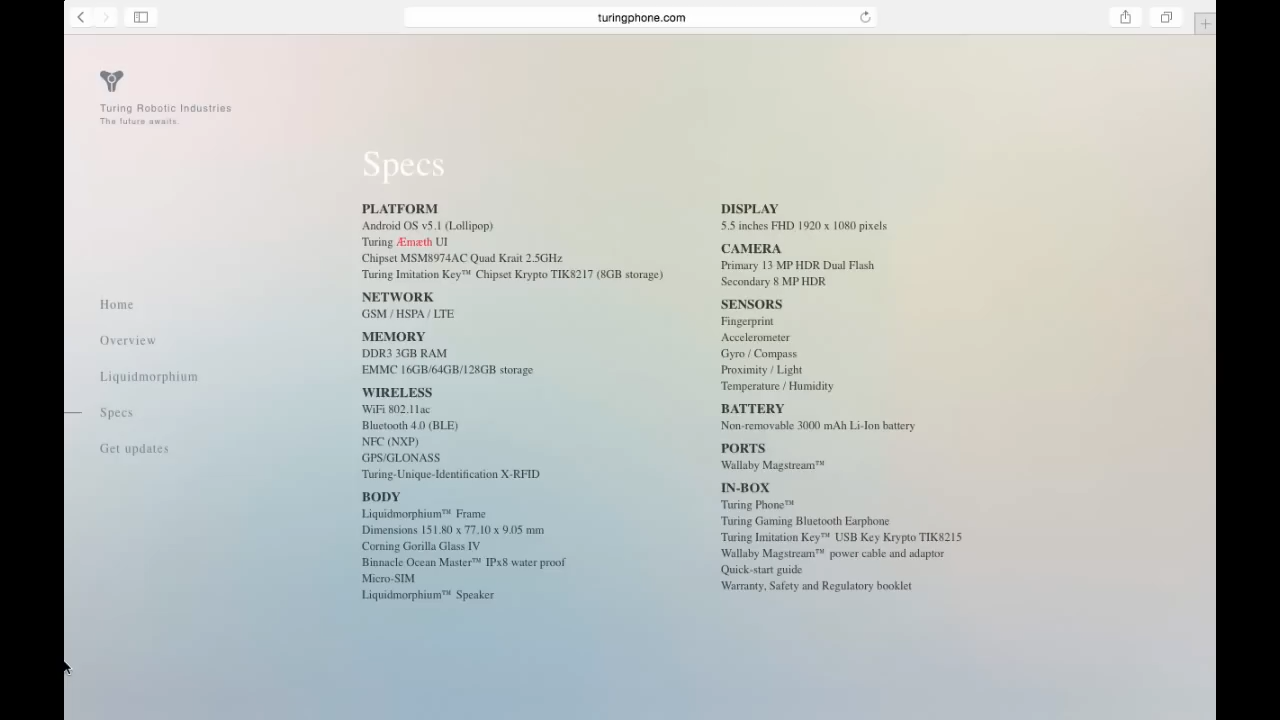 turingphone.com
Turing Robotic Industries
The future awaits.
Home
Overview
Liquidmorphium
Specs
Get updates
Specs
PLATFORM
Android OS v5.1 (Lollipop)
Turing Æmæth UI
Chipset MSM8974AC Quad Krait 2.5GHz
Turing Imitation Key™ Chipset Krypto TIK8217 (8GB storage)
NETWORK
GSM / HSPA / LTE
MEMORY
DDR3 3GB RAM
EMMC 16GB/64GB/128GB storage
WIRELESS
WiFi 802.11ac
Bluetooth 4.0 (BLE)
NFC (NXP)
GPS/GLONASS
Turing-Unique-Identification X-RFID
BODY
Liquidmorphium™ Frame
Dimensions 151.80 x 77.10 x 9.05 mm
Corning Gorilla Glass IV
Binnacle Ocean Master™ IPx8 water proof
Micro-SIM
Liquidmorphium™ Speaker
DISPLAY
5.5 inches FHD 1920 x 1080 pixels
CAMERA
Primary 13 MP HDR Dual Flash
Secondary 8 MP HDR
SENSORS
Fingerprint
Accelerometer
Gyro / Compass
Proximity / Light
Temperature / Humidity
BATTERY
Non-removable 3000 mAh Li-Ion battery
PORTS
Wallaby Magstream™
IN-BOX
Turing Phone™
Turing Gaming Bluetooth Earphone
Turing Imitation Key™ USB Key Krypto TIK8215
Wallaby Magstream™ power cable and adaptor
Quick-start guide
Warranty, Safety and Regulatory booklet